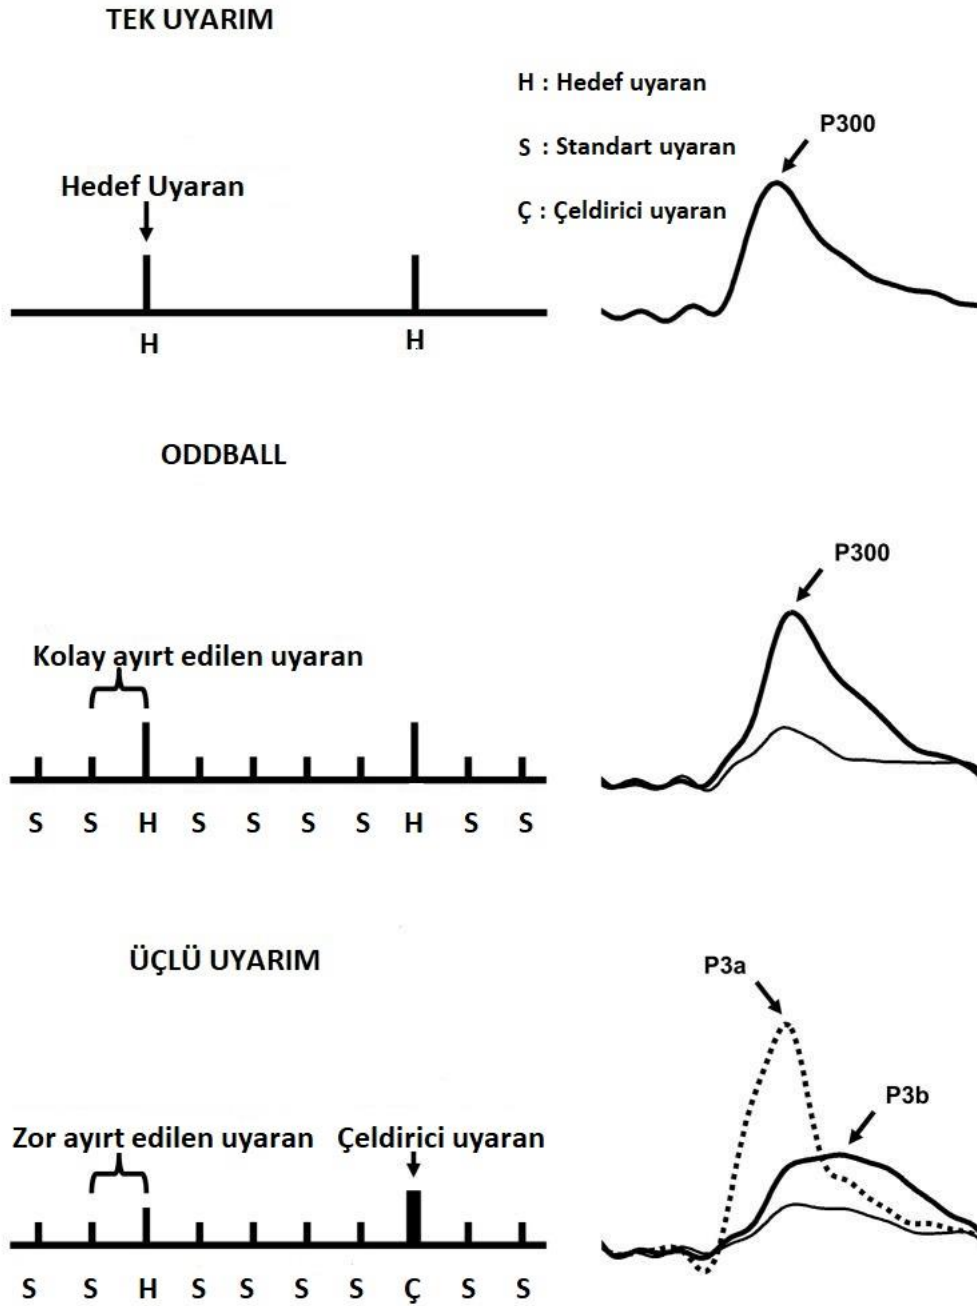 TEK UYARIM
H : Hedef uyaran
P300
S : Standart uyaran
Hedef Uyaran
Ç : Çeldirici uyaran
H
H
ODDBALL
P300
Kolay ayırt edilen uyaran
S S H S S S S H S S
ÜÇLÜ UYARIM
P3a
P3b
Zor ayırt edilen uyaran Çeldirici uyaran
S S H S S S S Ç S S